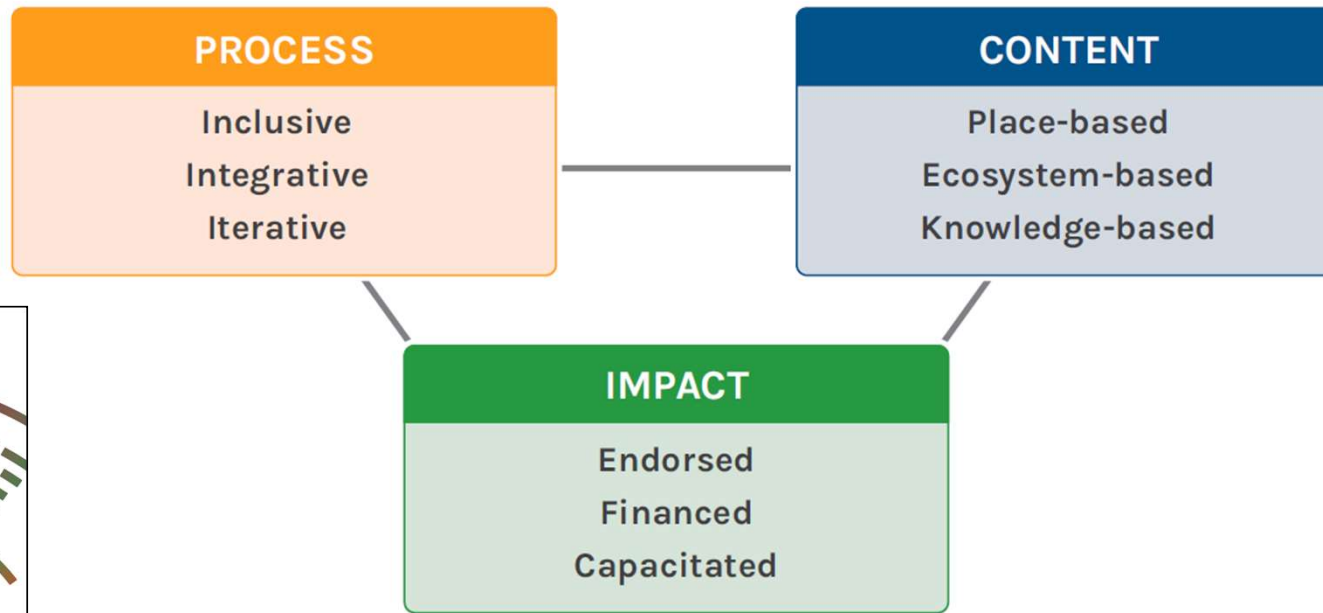 PROCESS
Inclusive
Integrative
Iterative
CONTENT
Place-based
Ecosystem-based
Knowledge-based
IMPACT
Endorsed
Financed
Capacitated